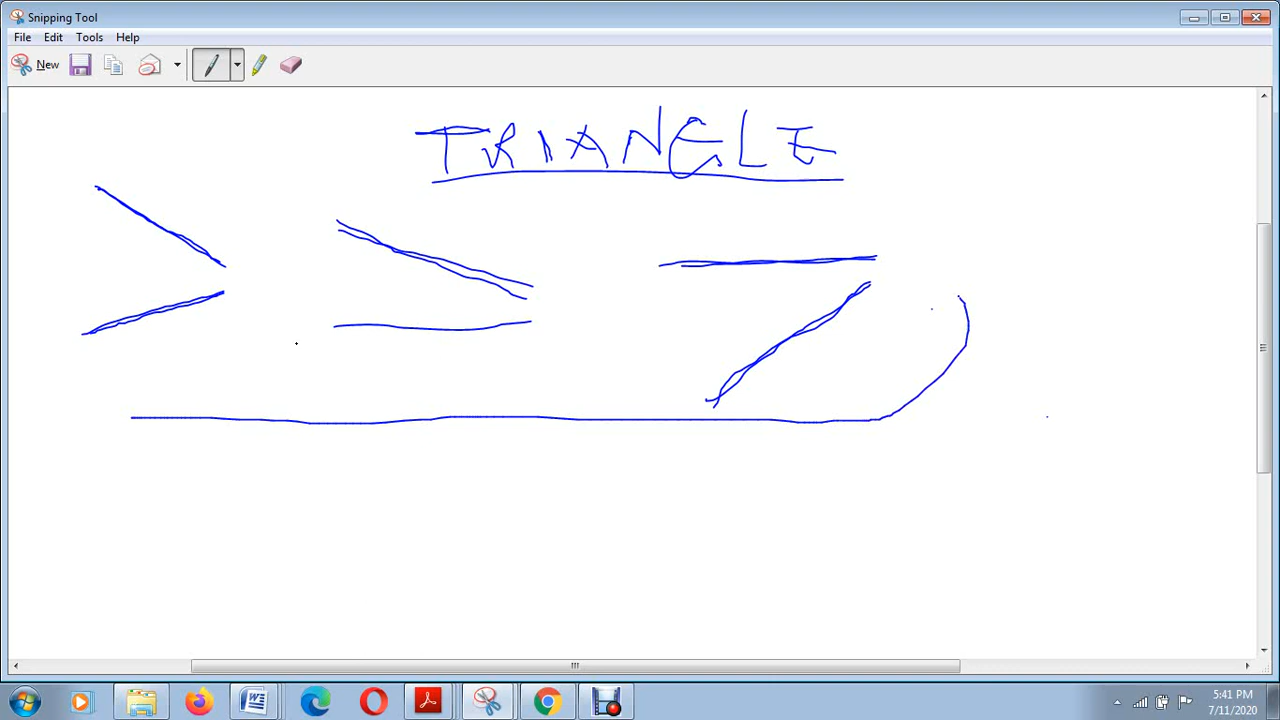 Snipping Tool
File Edit Tools Help
New
TRIANGLE
5:41 PM
7/11/2020